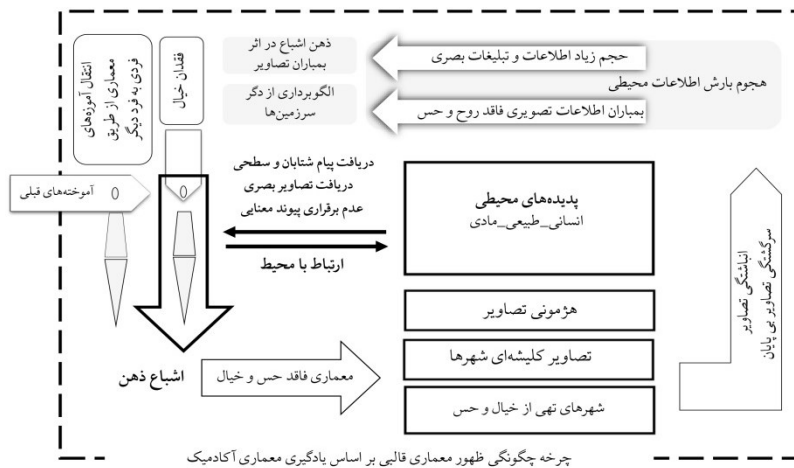 هجوم بارش اطلاعات محیطی
حجم زیاد اطلاعات و تبلیغات بصری
بمباران اطلاعات تصویری فاقد روح و حس
ذهن اشباع در اثر
بمباران تصاویر
الگوبرداری از دگر
سرزمین‌ها
فقدان خیال
انتقال آموزه‌های
معماری از طریق
فردی به فرد دیگر
آموخته‌های قبلی
دریافت پیام شتابان و سطحی
دریافت تصاویر بصری
عدم برقراری پیوند معنایی
ارتباط با محیط
پدیده‌های محیطی
انسانی_طبیعی_مادی
هژمونی تصاویر
تصاویر کلیشه‌ای شهرها
شهرهای تهی از خیال و حس
انباشتگی تصاویر
سرگشتگی تصاویر بی پایان
معماری فاقد حس و خیال
اشباع ذهن
چرخه چگونگی ظهور معماری قالبی بر اساس یادگیری معماری آکادمیک